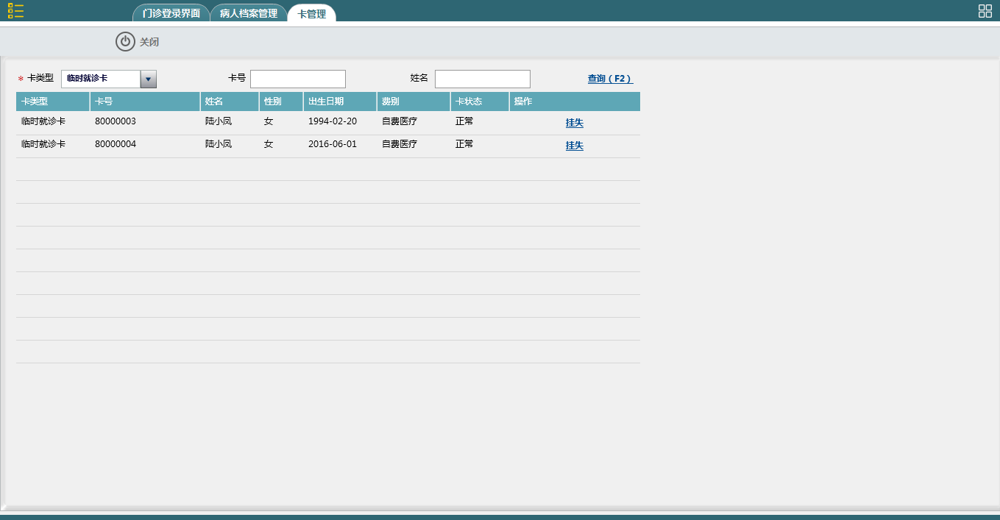 门诊登录界面 病人档案管理 卡管理
关闭
* 卡类型 临时就诊卡 卡号 姓名 查询（F2）
卡类型 卡号 姓名 性别 出生日期 费别 卡状态 操作
临时就诊卡 80000003 陆小凤 女 1994-02-20 自费医疗 正常 挂失
临时就诊卡 80000004 陆小凤 女 2016-06-01 自费医疗 正常 挂失